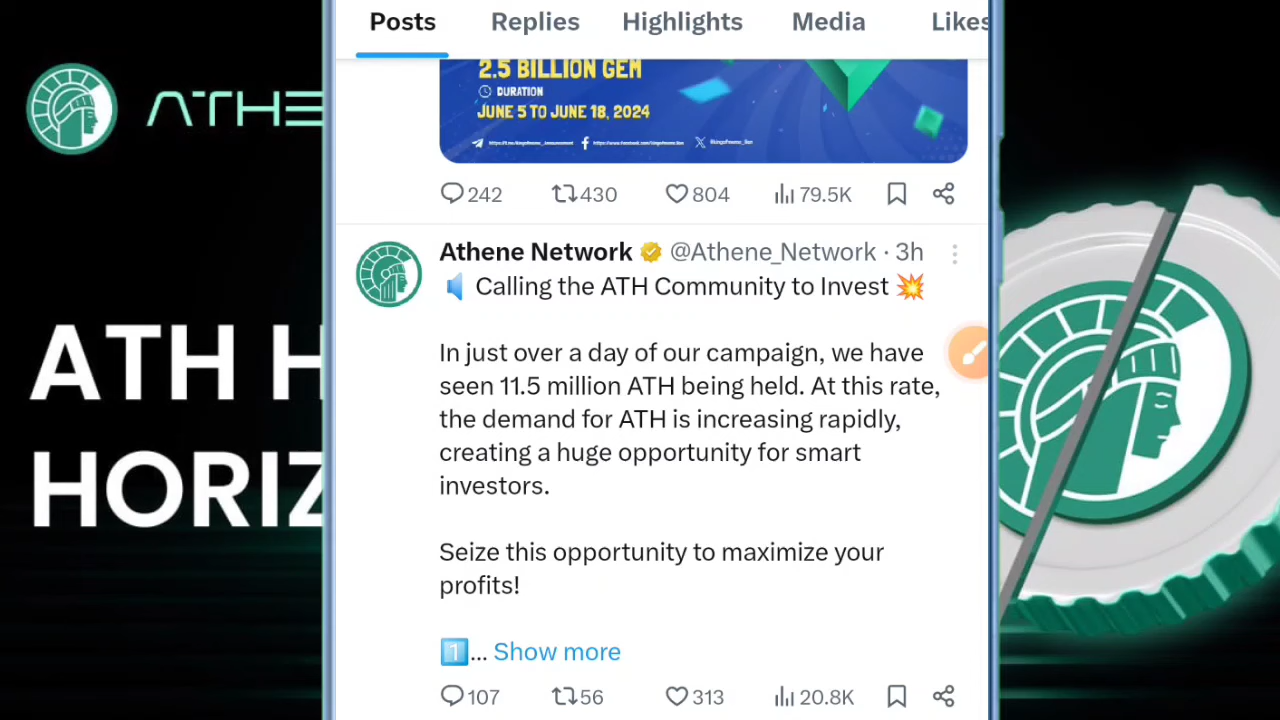 Posts Replies Highlights Media Likes
2.5 BILLION GEM
DURATION
JUNE 5 TO JUNE 18, 2024
242 430 804 79.5K
ATHE
Athene Network @Athene_Network · 3h
Calling the ATH Community to Invest
In just over a day of our campaign, we have
seen 11.5 million ATH being held. At this rate,
the demand for ATH is increasing rapidly,
creating a huge opportunity for smart
investors.
Seize this opportunity to maximize your
profits!
1... Show more
107 56 313 20.8K
ATH H
HORIZ